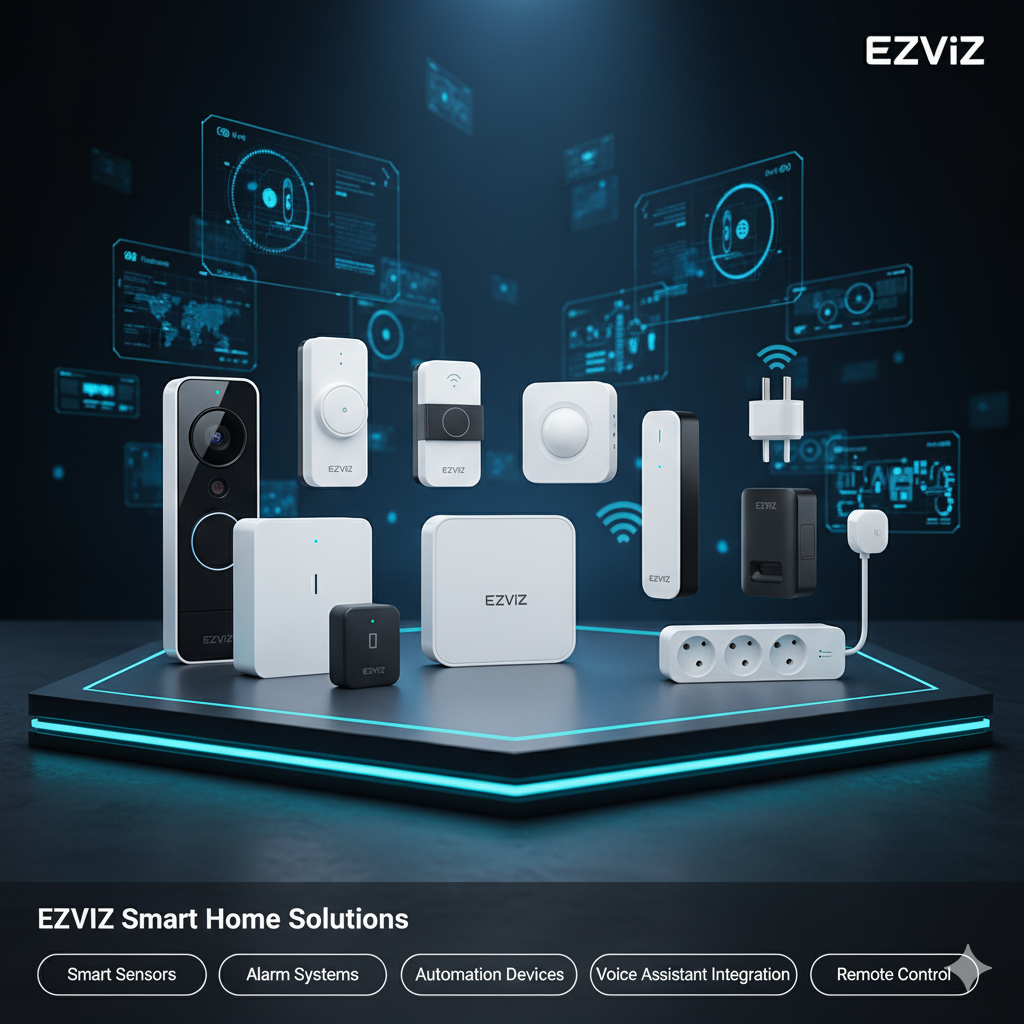 EZViZ
EZVIZ
EZVIZ
EZVIZ
EZVIZ
EZVIZ
EZVIZ
EZVIZ
EZVIZ Smart Home Solutions
Smart Sensors
Alarm Systems
Automation Devices
Voice Assistant Integration
Remote Control